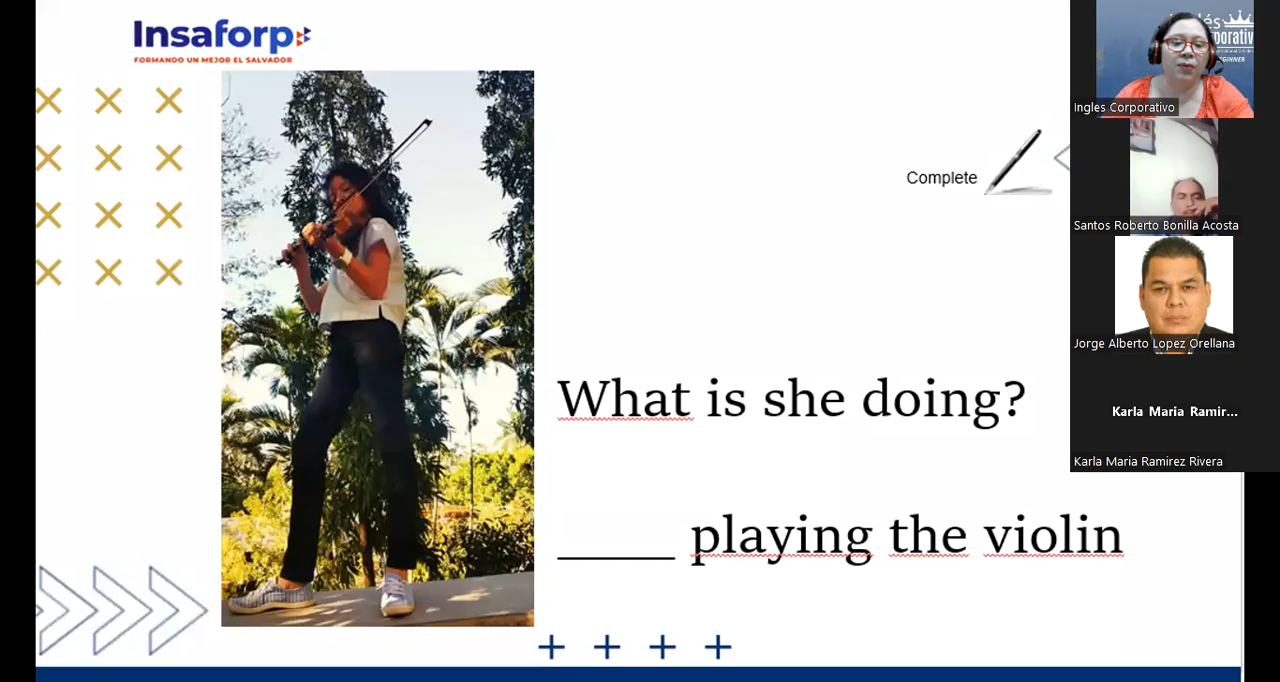 Insaforp
FORMANDO UN MEJOR EL SALVADOR
Complete
What is she doing?
____ playing the violin
Ingles Corporativo
Santos Roberto Bonilla Acosta
Jorge Alberto Lopez Orellana
Karla Maria Ramir...
Karla Maria Ramirez Rivera